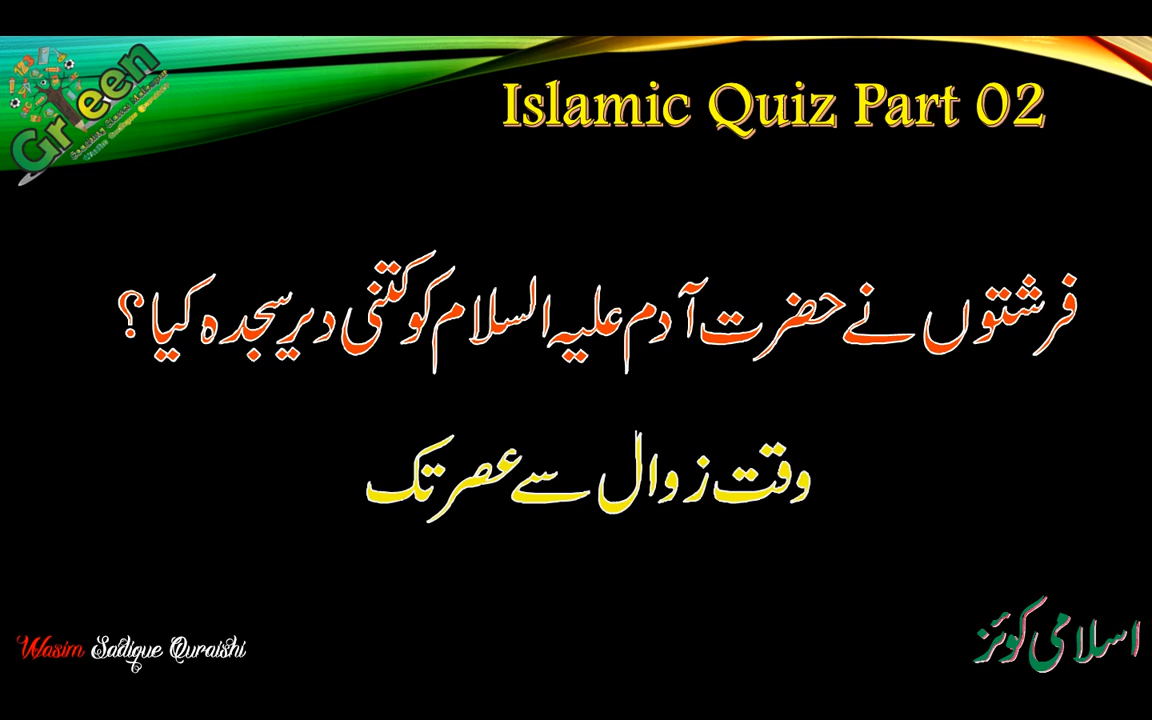 Green
Islamic Quiz Part 02
فرشتوں نے حضرت آدم علیہ السلام کو کتنی دیر سجدہ کیا ؟
وقت زوال سے عصر تک
Wasim Sadique Quraishi
اسلامی کوئز